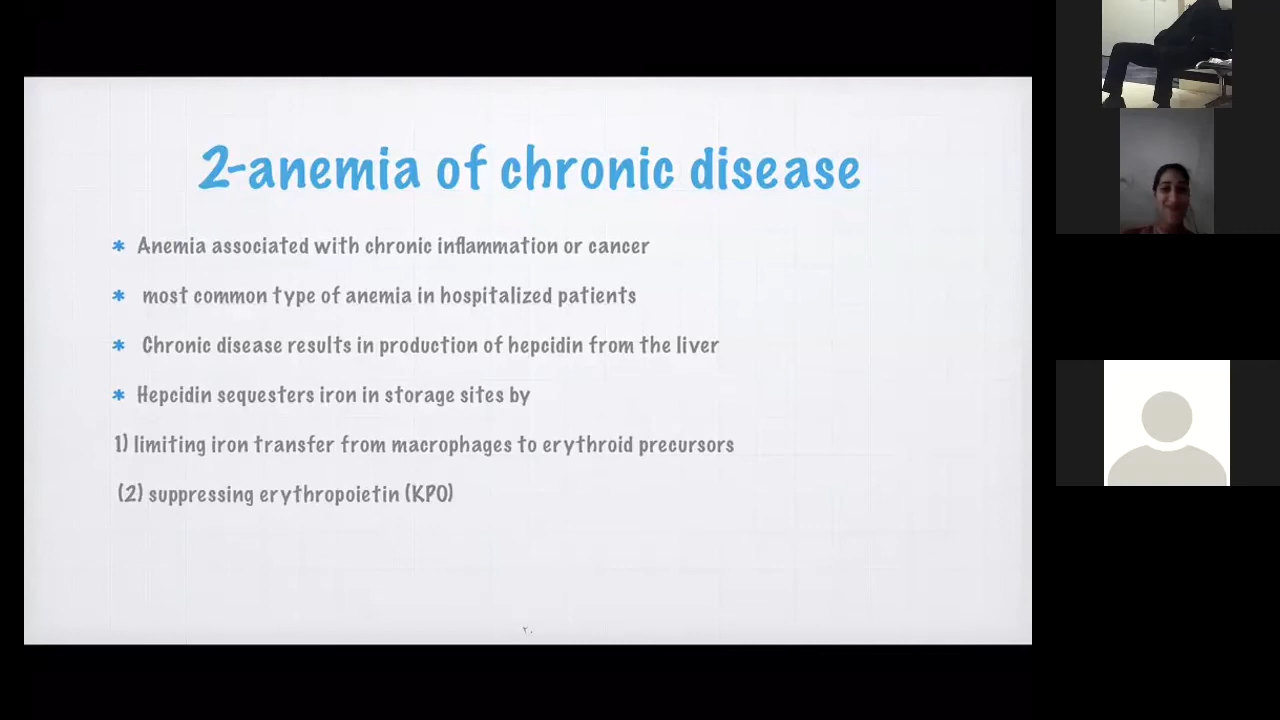 2-anemia of chronic disease
* Anemia associated with chronic inflammation or cancer
* most common type of anemia in hospitalized patients
* Chronic disease results in production of hepcidin from the liver
* Hepcidin sequesters iron in storage sites by
1) limiting iron transfer from macrophages to erythroid precursors
(2) suppressing erythropoietin (KPO)
٢٠